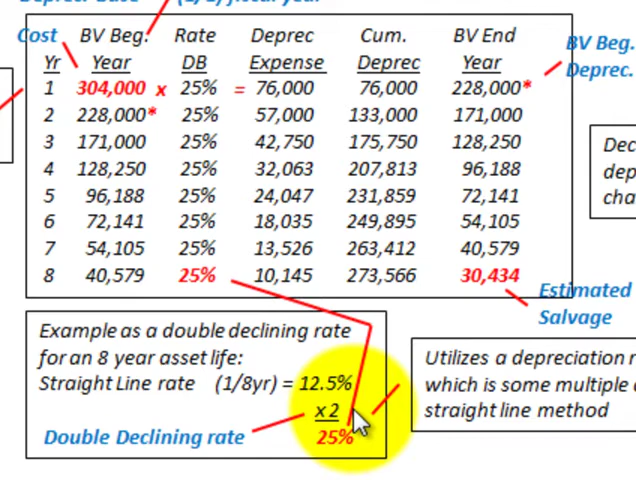 (1/1) fiscal year
Cost BV Beg. Rate Deprec Cum. BV End
Yr Year DB Expense Deprec Year
1 304,000 x 25% = 76,000 76,000 228,000*
2 228,000* 25% 57,000 133,000 171,000
3 171,000 25% 42,750 175,750 128,250
4 128,250 25% 32,063 207,813 96,188
5 96,188 25% 24,047 231,859 72,141
6 72,141 25% 18,035 249,895 54,105
7 54,105 25% 13,526 263,412 40,579
8 40,579 25% 10,145 273,566 30,434
BV Beg.
Deprec.
Dec
dep
cha
Estimated
Salvage
Example as a double declining rate
for an 8 year asset life:
Straight Line rate (1/8yr) = 12.5%
x 2
Double Declining rate 25%
Utilizes a depreciation
which is some multiple
straight line method